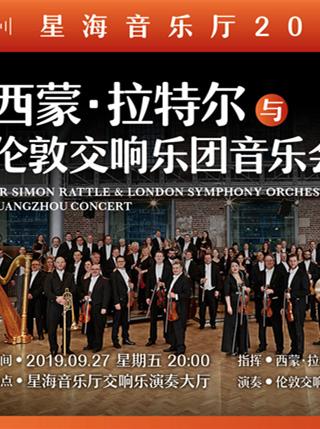 州 星海音乐厅20
西蒙·拉特尔与
伦敦交响乐团音乐会
R SIMON RATTLE & LONDON SYMPHONY ORCHES
UANGZHOU CONCERT
间·2019.09.27 星期五 20:00
点·星海音乐厅交响乐演奏大厅
指挥·西蒙·拉
演奏·伦敦交响